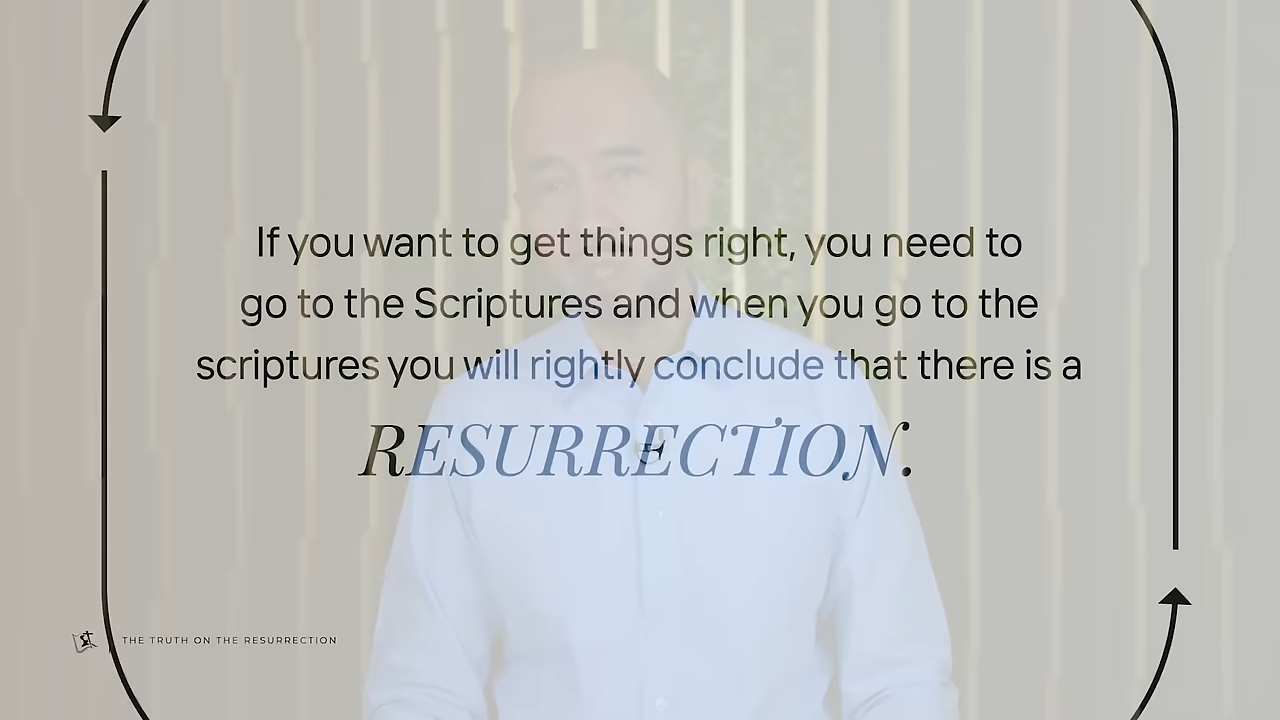 If you want to get things right, you need to
go to the Scriptures and when you go to the
scriptures you will rightly conclude that there is a
RESURRECTION.
THE TRUTH ON THE RESURRECTION